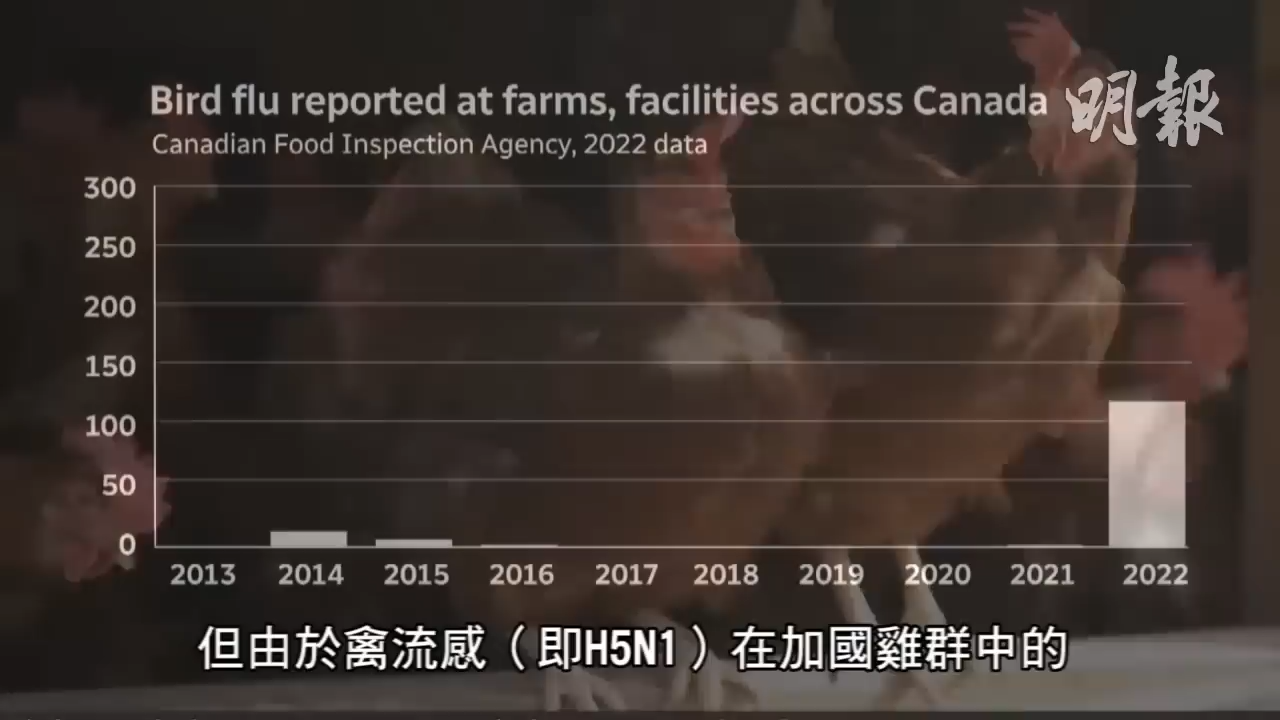 Bird flu reported at farms, facilities across Canada
明報
Canadian Food Inspection Agency, 2022 data
300
250
200
150
100
50
0
2013 2014 2015 2016 2017 2018 2019 2020 2021 2022
但由於禽流感（即H5N1）在加國雞群中的